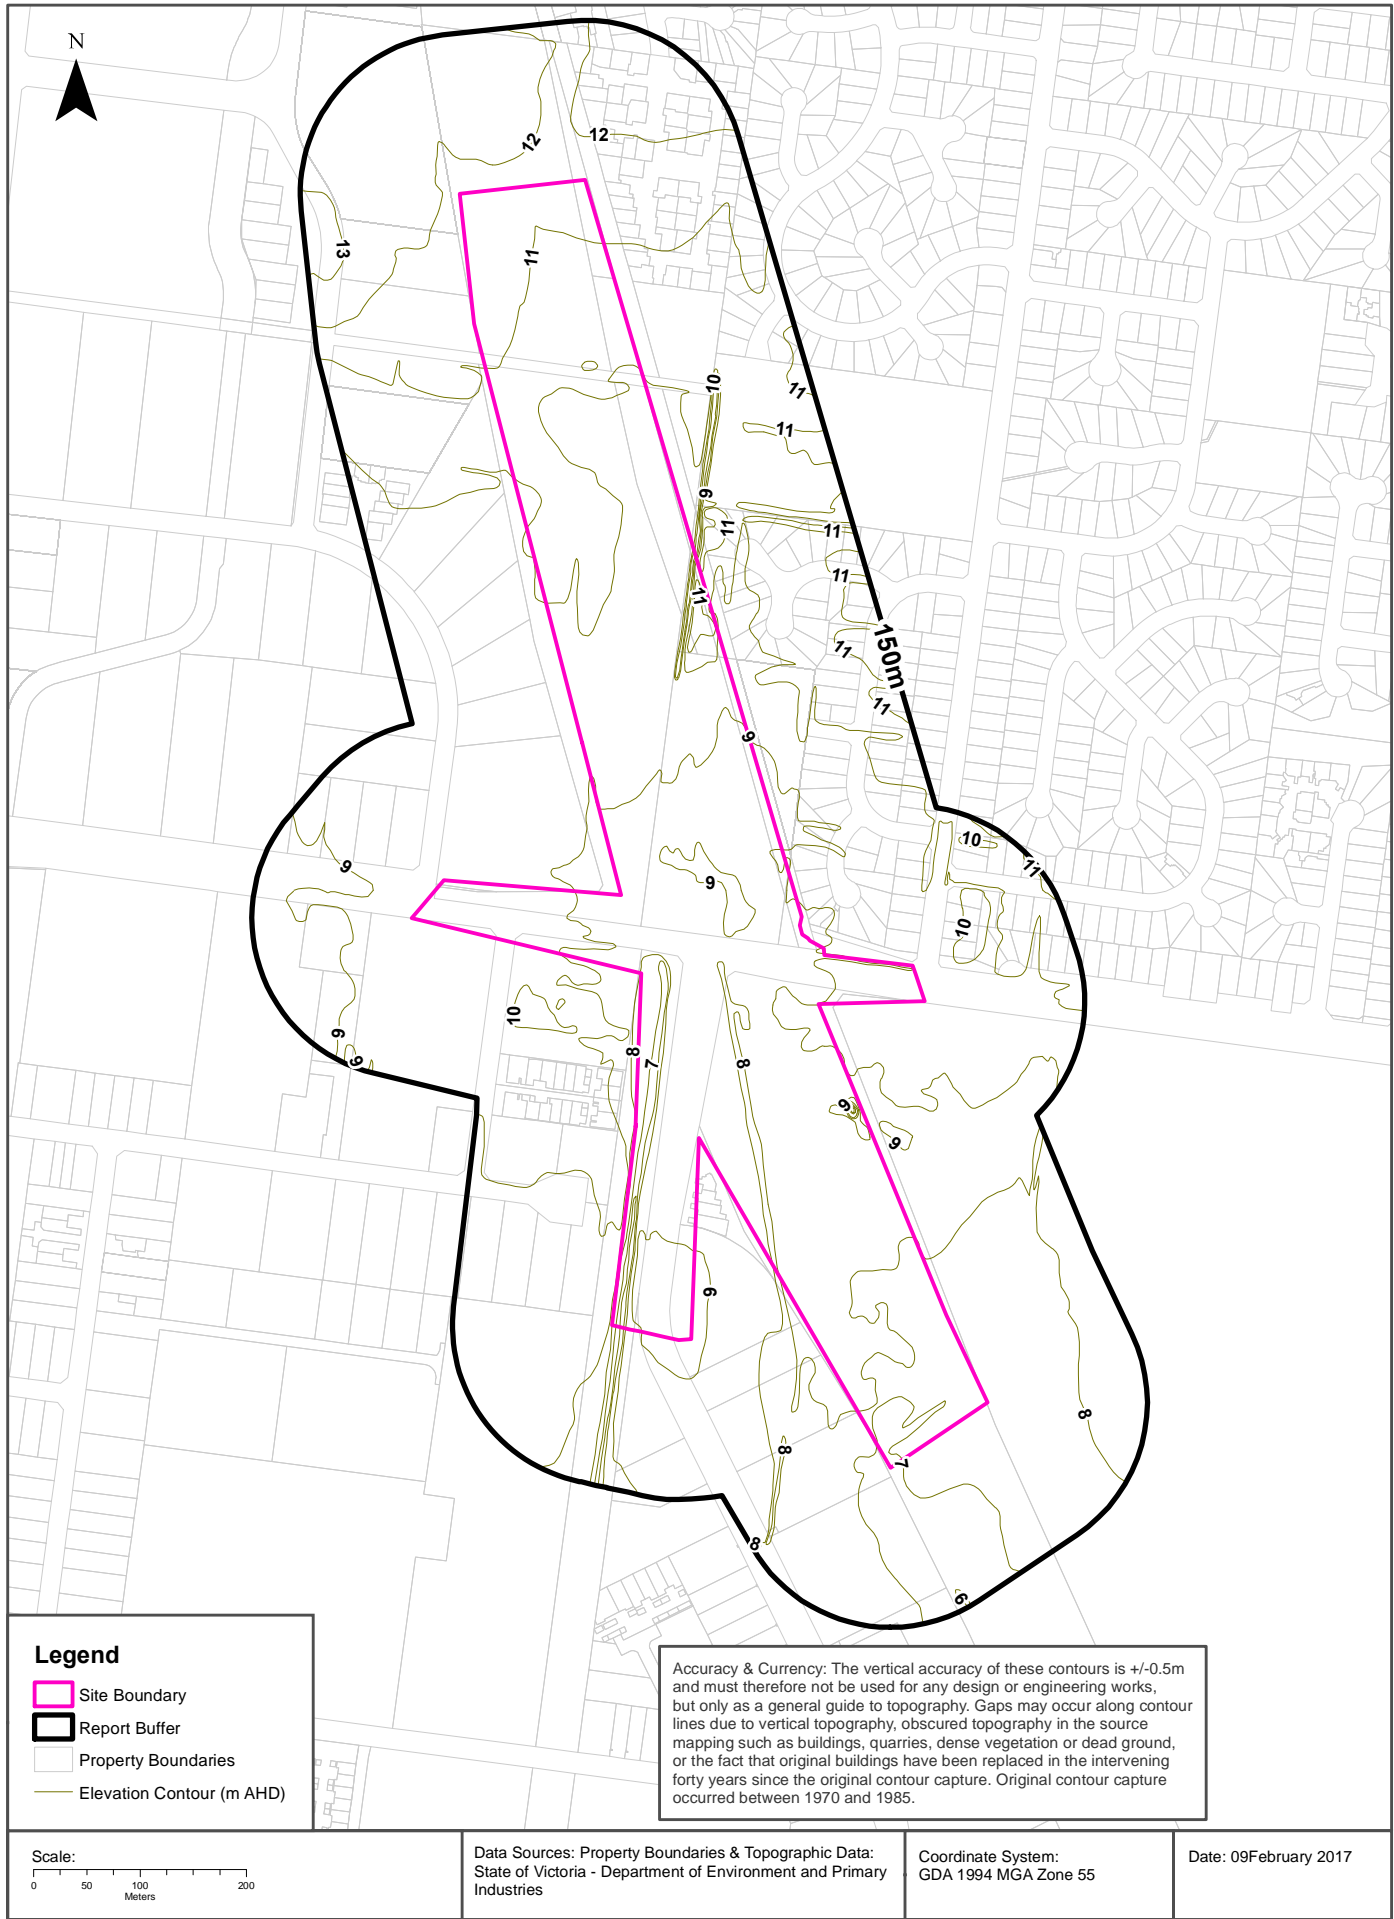 N
12
12
13
11
10
11
11
9
11
11
11
11
11
150m
11
9
10
9
9
11
10
10
9
8
7
8
9
9
9
9
9
8
8
7
8
6
Legend
Site Boundary
Report Buffer
Property Boundaries
Elevation Contour (m AHD)
Accuracy & Currency: The vertical accuracy of these contours is +/-0.5m
and must therefore not be used for any design or engineering works,
but only as a general guide to topography. Gaps may occur along contour
lines due to vertical topography, obscured topography in the source
mapping such as buildings, quarries, dense vegetation or dead ground,
or the fact that original buildings have been replaced in the intervening
forty years since the original contour capture. Original contour capture
occurred between 1970 and 1985.
Scale:
0 50 100 200
Meters
Data Sources: Property Boundaries & Topographic Data:
State of Victoria - Department of Environment and Primary
Industries
Coordinate System:
GDA 1994 MGA Zone 55
Date: 09February 2017